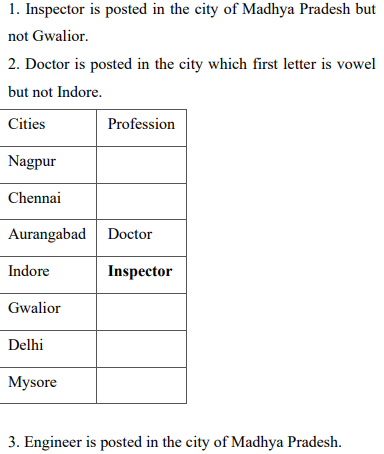 1. Inspector is posted in the city of Madhya Pradesh but
not Gwalior.
2. Doctor is posted in the city which first letter is vowel
but not Indore.
Cities Profession
Nagpur
Chennai
Aurangabad Doctor
Indore Inspector
Gwalior
Delhi
Mysore
3. Engineer is posted in the city of Madhya Pradesh.